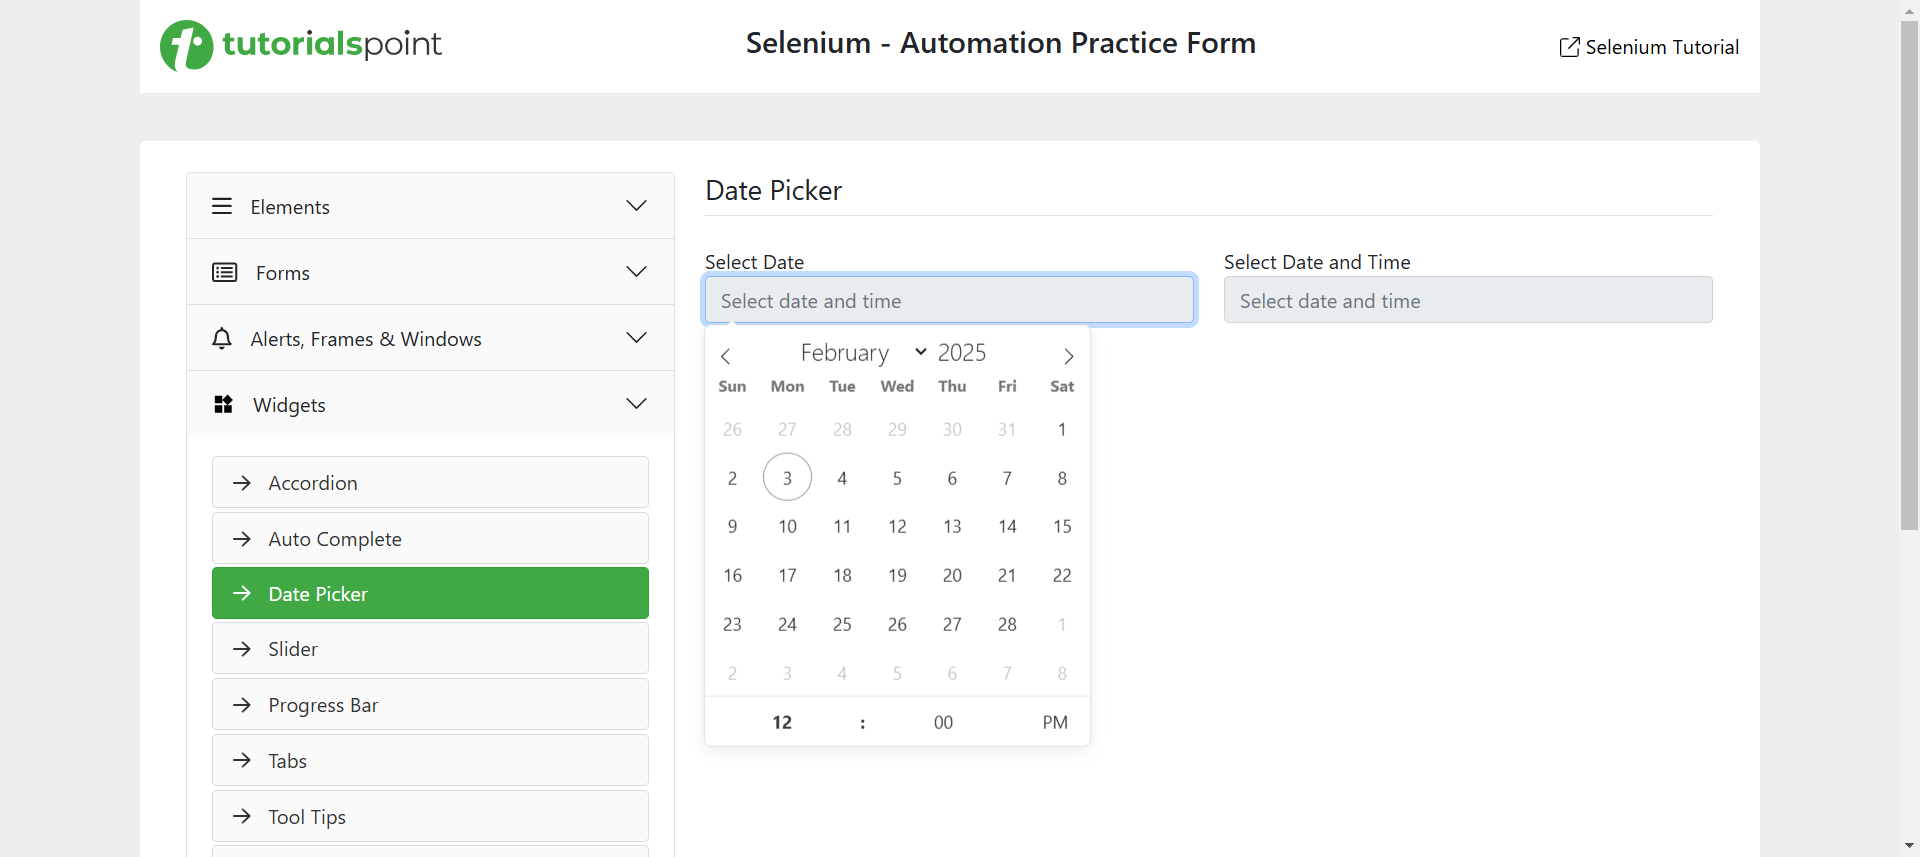 tutorialspoint
Selenium - Automation Practice Form
Selenium Tutorial
Elements
Forms
Alerts, Frames & Windows
Widgets
Accordion
Auto Complete
Date Picker
Slider
Progress Bar
Tabs
Tool Tips
Date Picker
Select Date
Select date and time
Select Date and Time
Select date and time
February 2025
Sun Mon Tue Wed Thu Fri Sat
26 27 28 29 30 31 1
2 3 4 5 6 7 8
9 10 11 12 13 14 15
16 17 18 19 20 21 22
23 24 25 26 27 28 1
2 3 4 5 6 7 8
12 : 00 PM